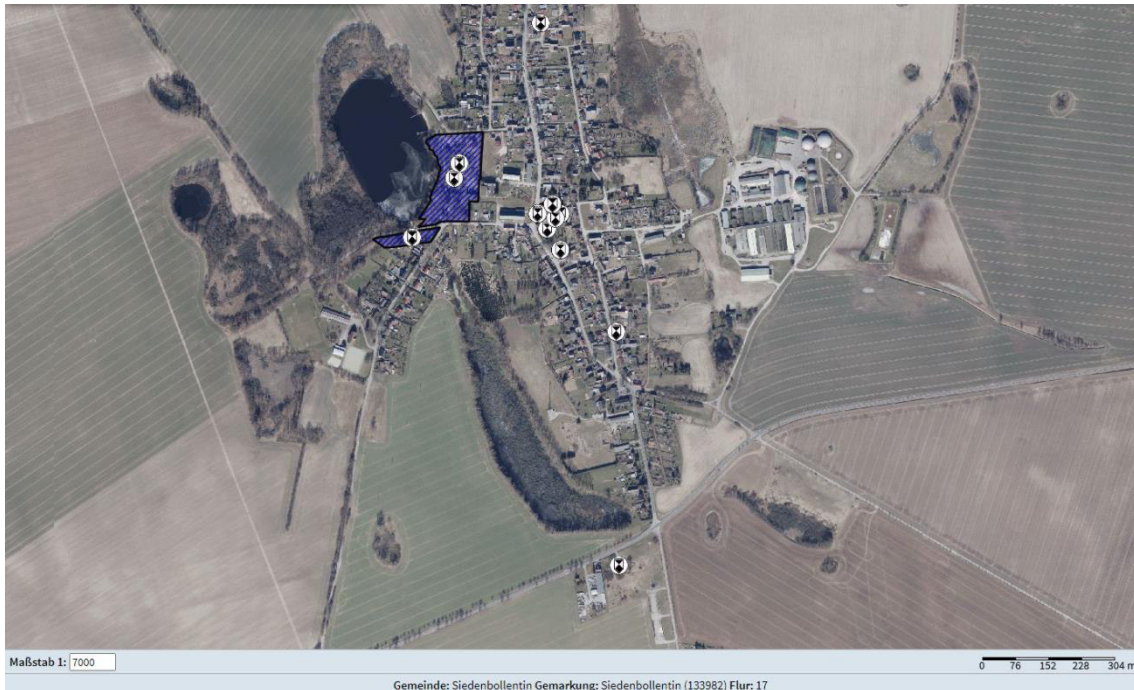 Maßstab 1: 7000
0 76 152 228 304 m
Gemeinde: Siedenbollentin Gemarkung: Siedenbollentin (133982) Flur: 17